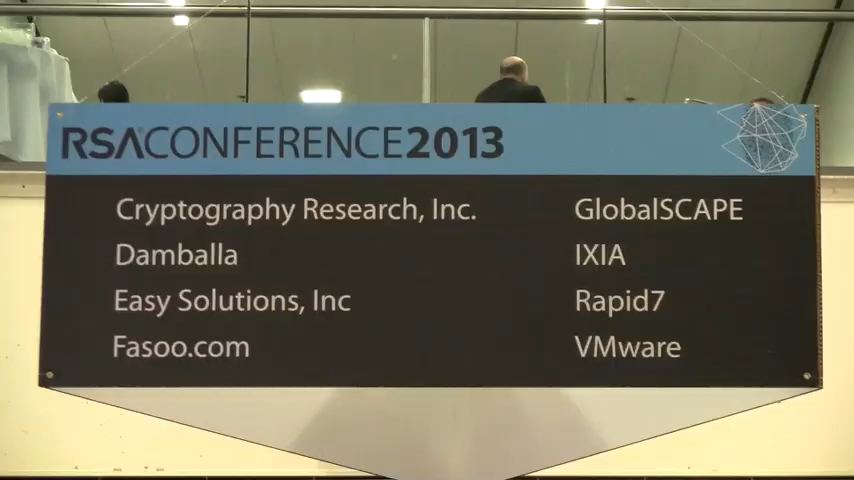 RSACONFERENCE2013
Cryptography Research, Inc.
Damballa
Easy Solutions, Inc
Fasoo.com
GlobalSCAPE
IXIA
Rapid7
VMware